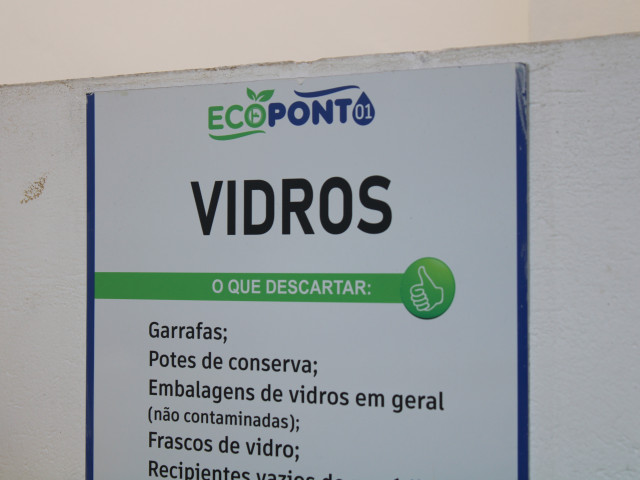 ECOPONTO 01
VIDROS
O QUE DESCARTAR:
Garrafas;
Potes de conserva;
Embalagens de vidros em geral
(não contaminadas);
Frascos de vidro;
Recipientes vazios de